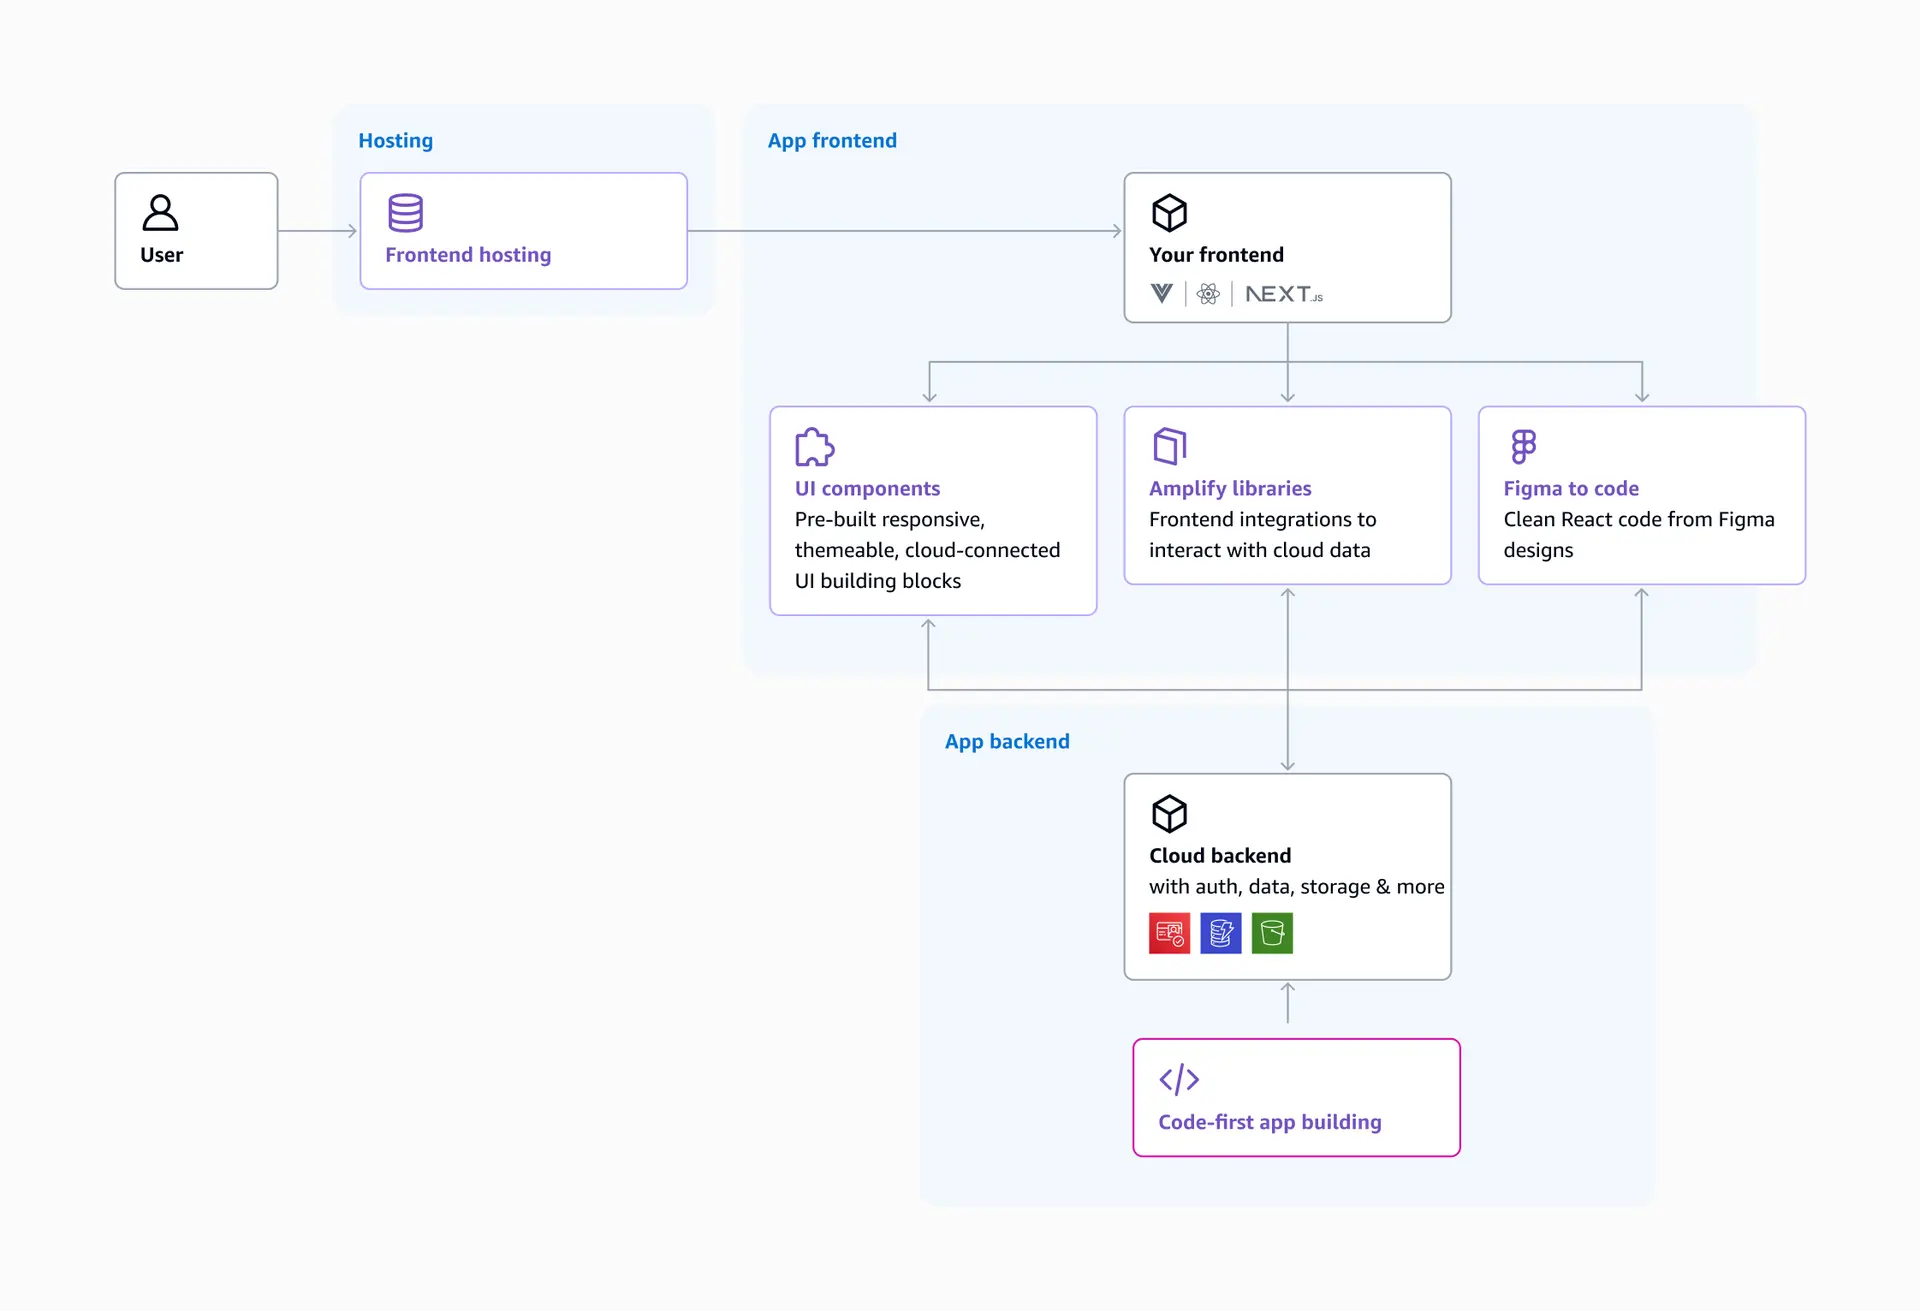 Hosting
App frontend
User
Frontend hosting
Your frontend
NEXT.JS
UI components
Pre-built responsive,
themeable, cloud-connected
UI building blocks
Amplify libraries
Frontend integrations to
interact with cloud data
Figma to code
Clean React code from Figma
designs
App backend
Cloud backend
with auth, data, storage & more
Code-first app building